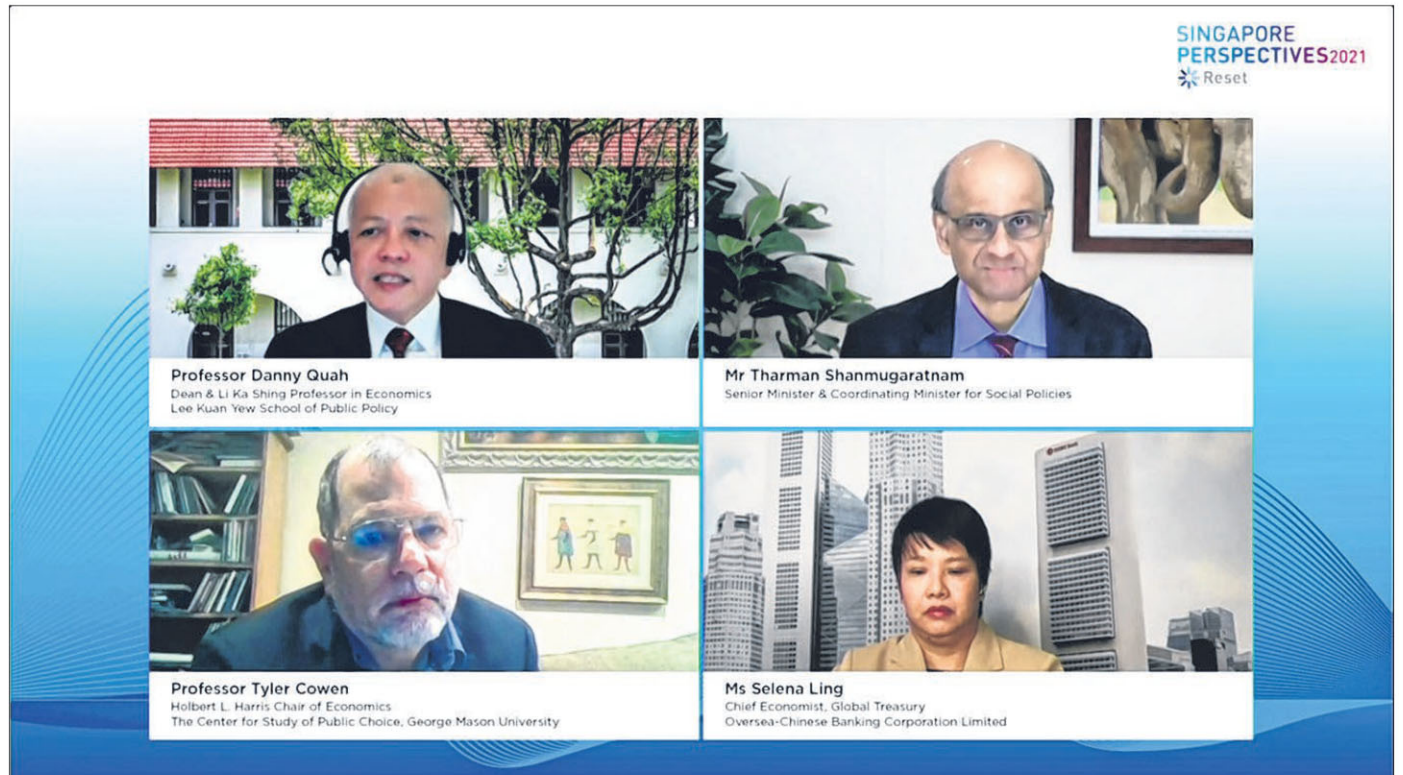 SINGAPORE
PERSPECTIVES2021
Reset
Professor Danny Quah
Dean & Li Ka Shing Professor in Economics
Lee Kuan Yew School of Public Policy
Mr Tharman Shanmugaratnam
Senior Minister & Coordinating Minister for Social Policies
Professor Tyler Cowen
Holbert L. Harris Chair of Economics
The Center for Study of Public Choice, George Mason University
Ms Selena Ling
Chief Economist, Global Treasury
Oversea-Chinese Banking Corporation Limited